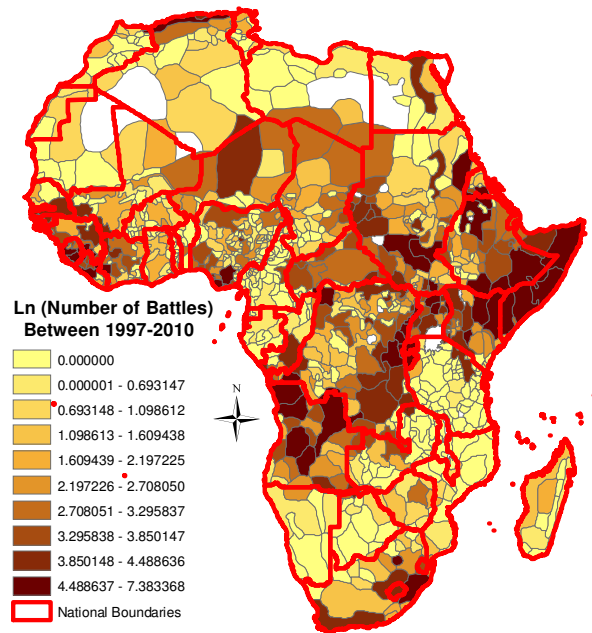 Ln (Number of Battles)
Between 1997-2010
0.000000
0.000001 - 0.693147
0.693148 - 1.098612
1.098613 - 1.609438
1.609439 - 2.197225
2.197226 - 2.708050
2.708051 - 3.295837
3.295838 - 3.850147
3.850148 - 4.488636
4.488637 - 7.383368
National Boundaries
N